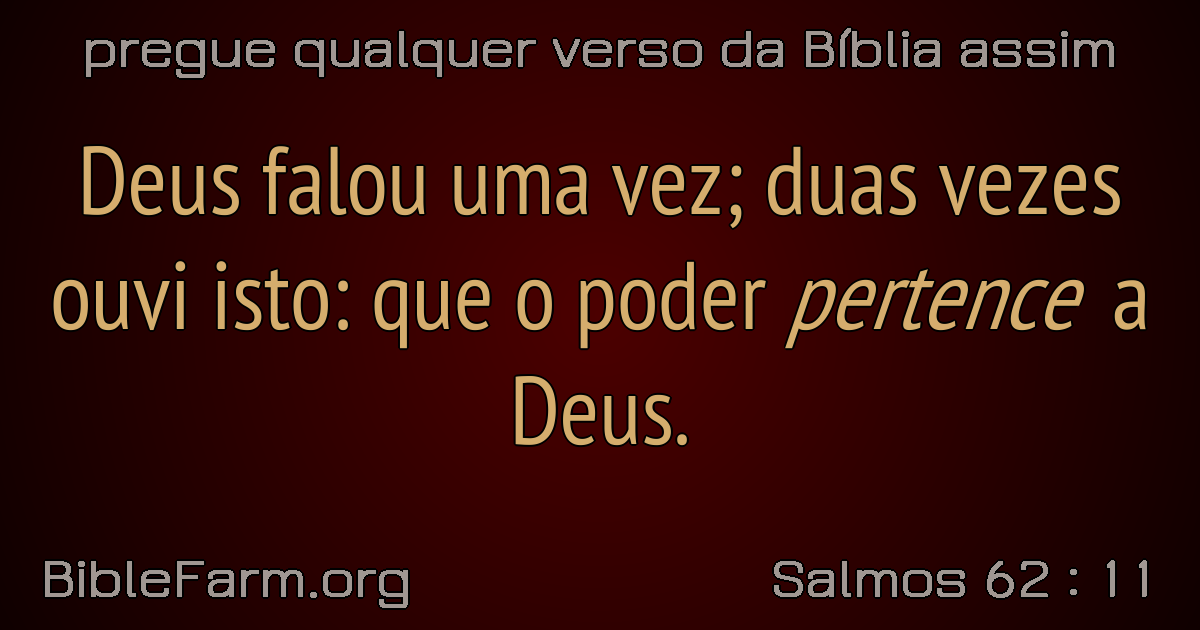 pregue qualquer verso da Bíblia assim
Deus falou uma vez; duas vezes
ouvi isto: que o poder pertence a
Deus.
BibleFarm.org
Salmos 62 : 11